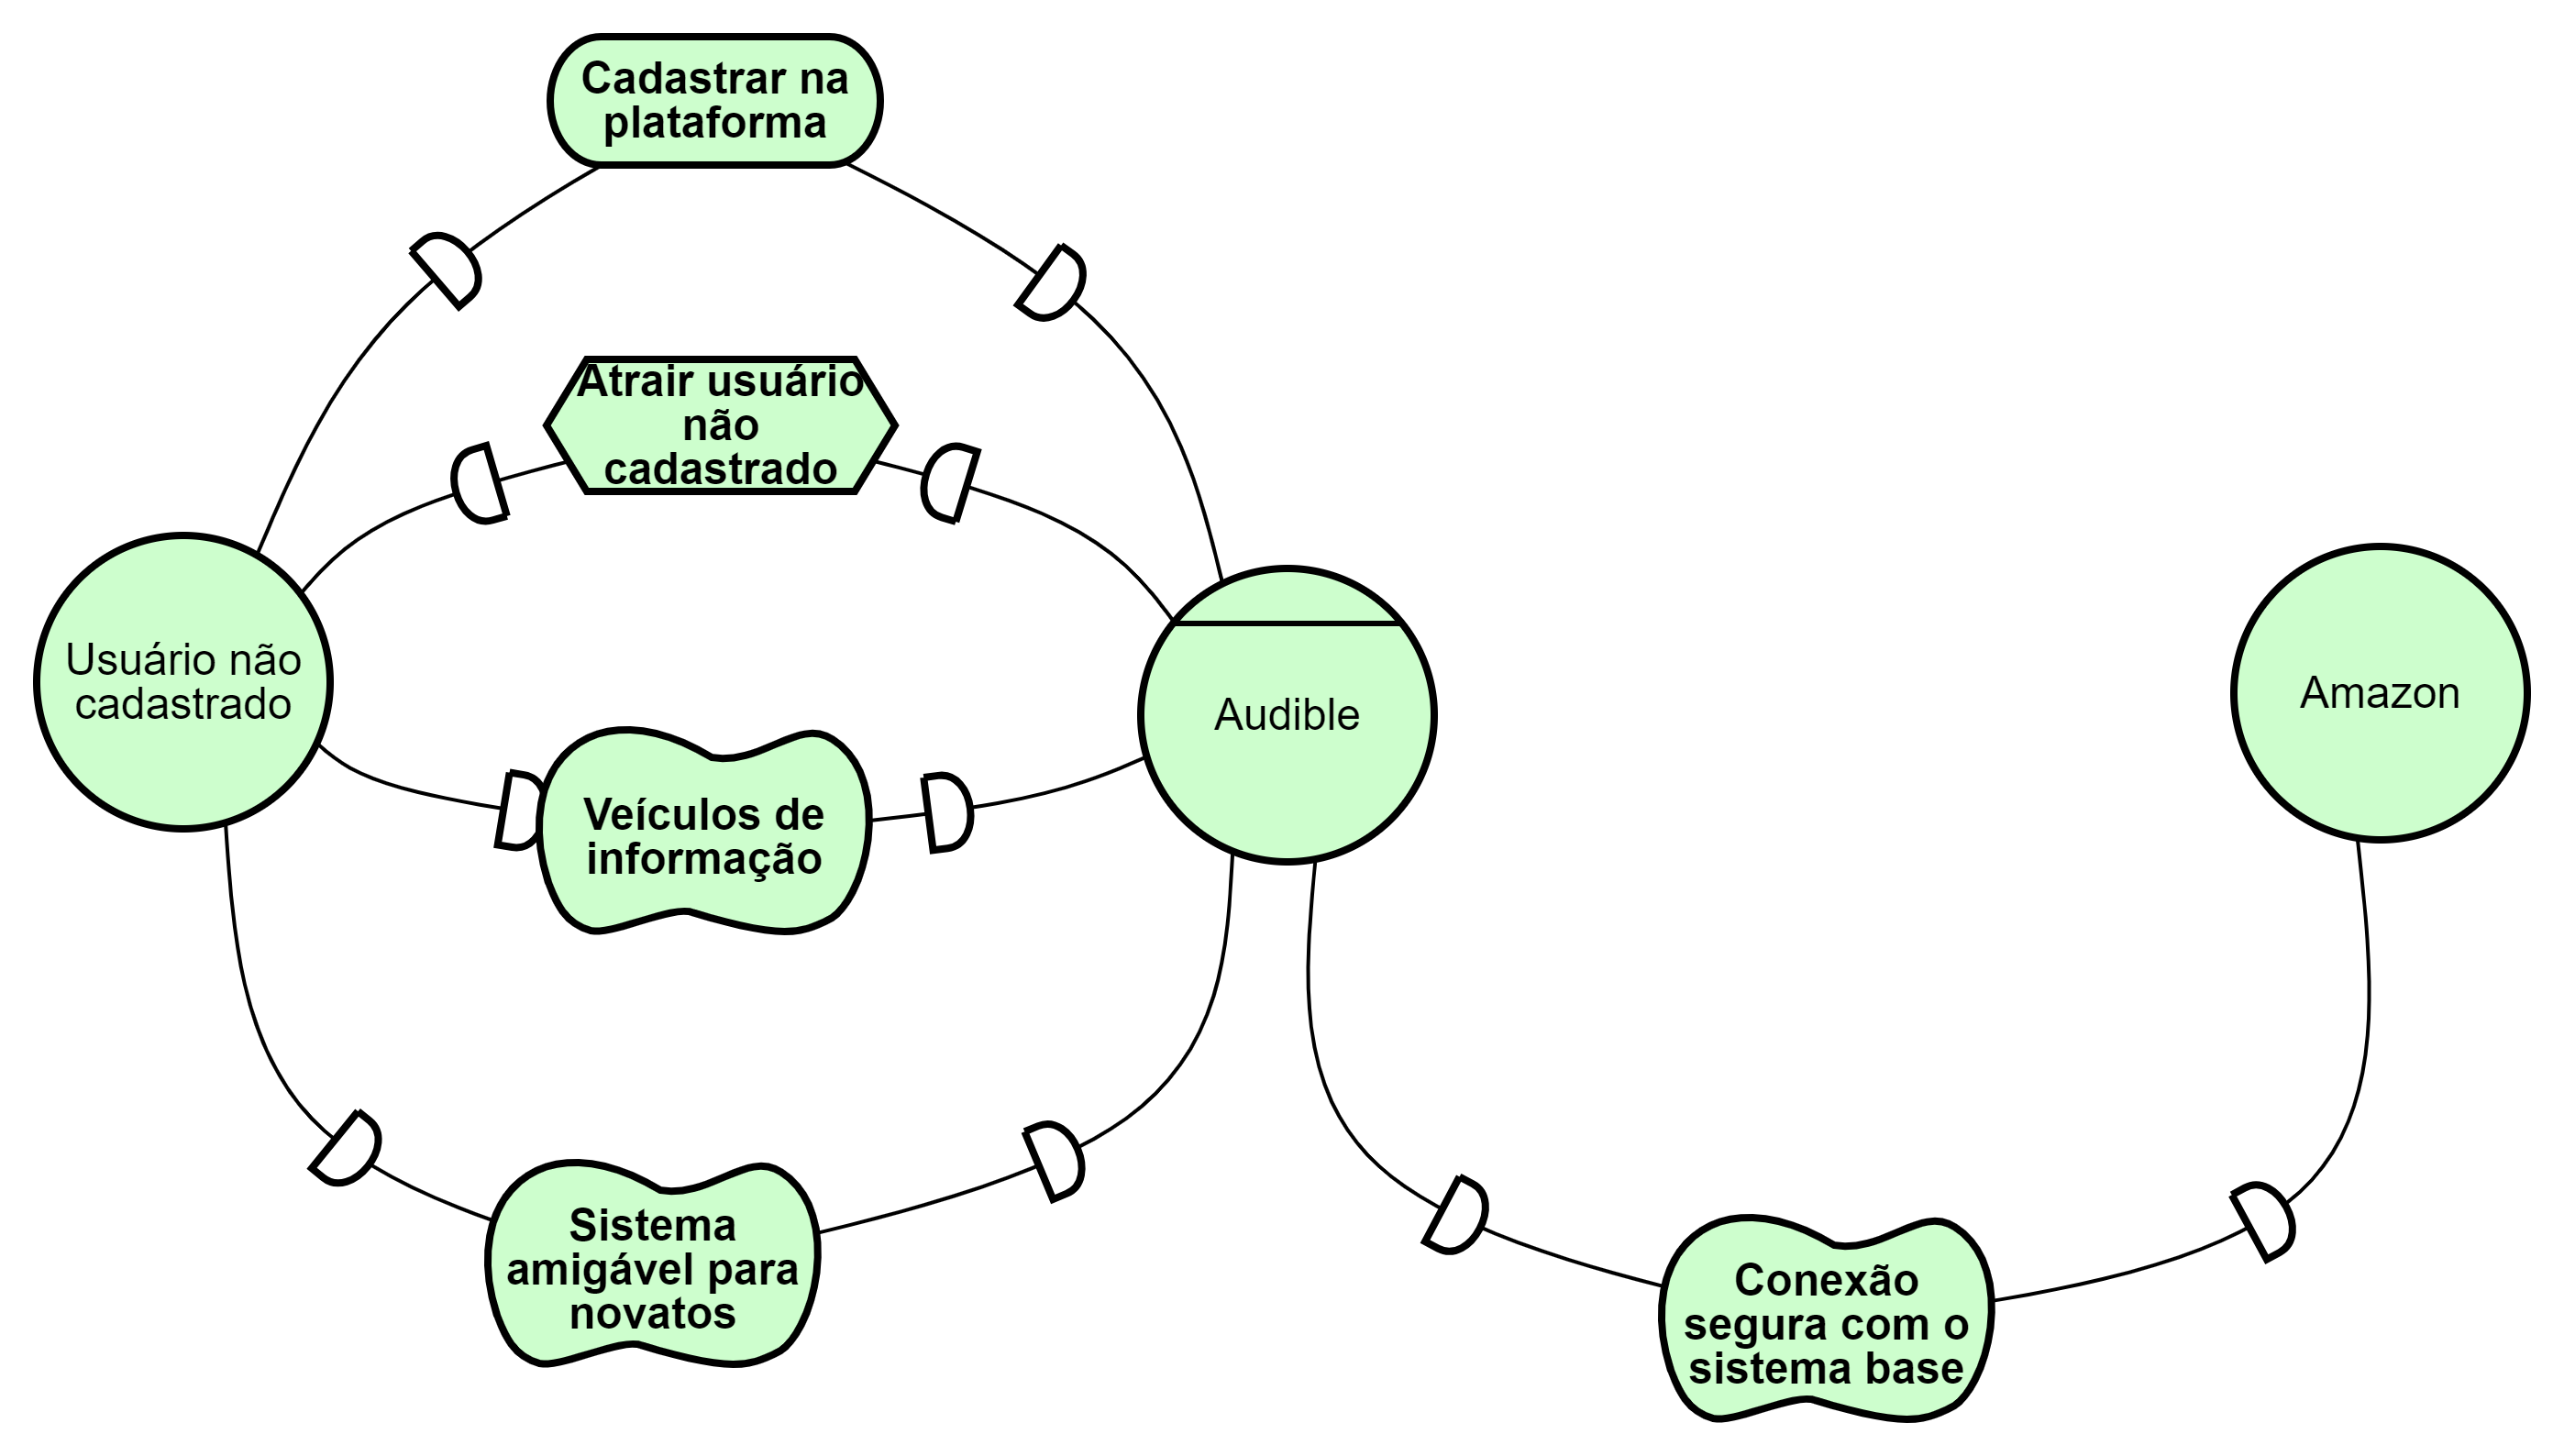 Cadastrar na
plataforma
Atrair usuário
não
cadastrado
Usuário não
cadastrado
Audible
Amazon
Veículos de
informação
Sistema
amigável para
novatos
Conexão
segura com o
sistema base